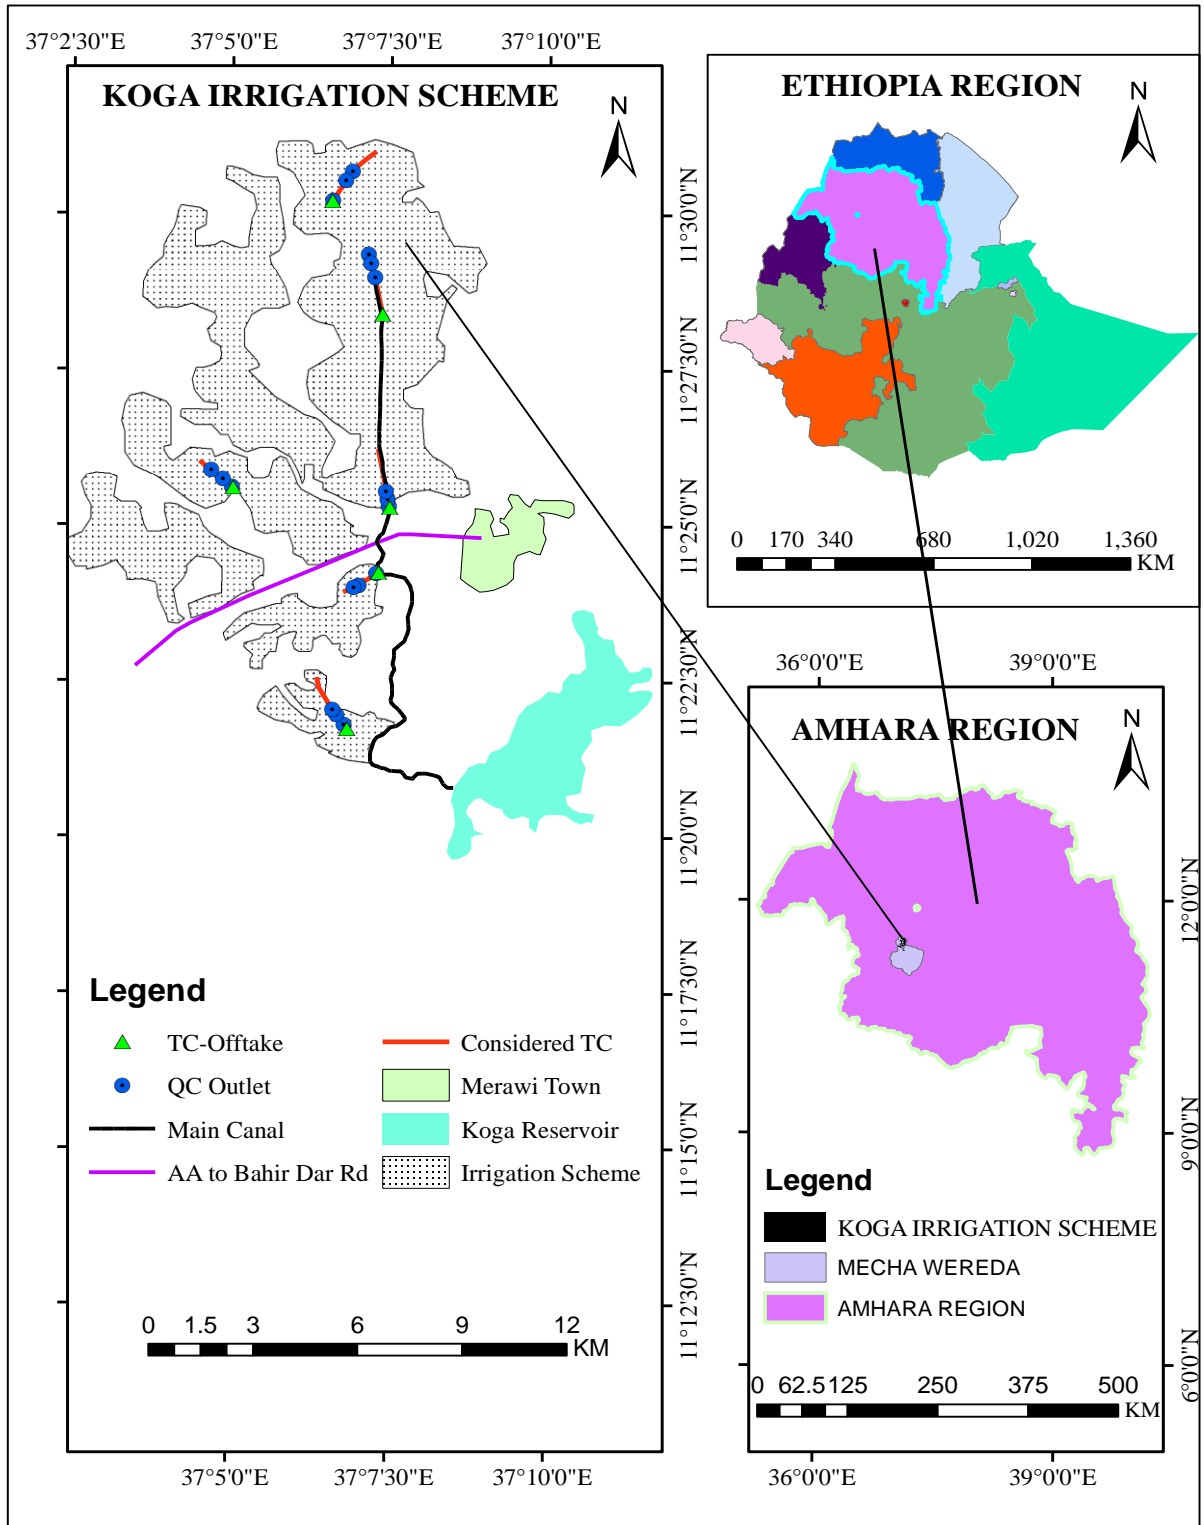 37°2'30"E 37°5'0"E 37°7'30"E 37°10'0"E
KOGA IRRIGATION SCHEME
N
11°30'0"N
11°27'30"N
11°25'0"N
11°22'30"N
11°20'0"N
11°17'30"N
11°15'0"N
11°12'30"N
Legend
TC-Offtake
QC Outlet
Main Canal
AA to Bahir Dar Rd
Considered TC
Merawi Town
Koga Reservoir
Irrigation Scheme
0 1.5 3 6 9 12
KM
37°5'0"E 37°7'30"E 37°10'0"E
ETHIOPIA REGION
N
0 170 340 680 1,020 1,360
KM
36°0'0"E 39°0'0"E
AMHARA REGION
N
12°0'0"N
9°0'0"N
6°0'0"N
Legend
KOGA IRRIGATION SCHEME
MECHA WEREDA
AMHARA REGION
0 62.5 125 250 375 500
KM
36°0'0"E 39°0'0"E